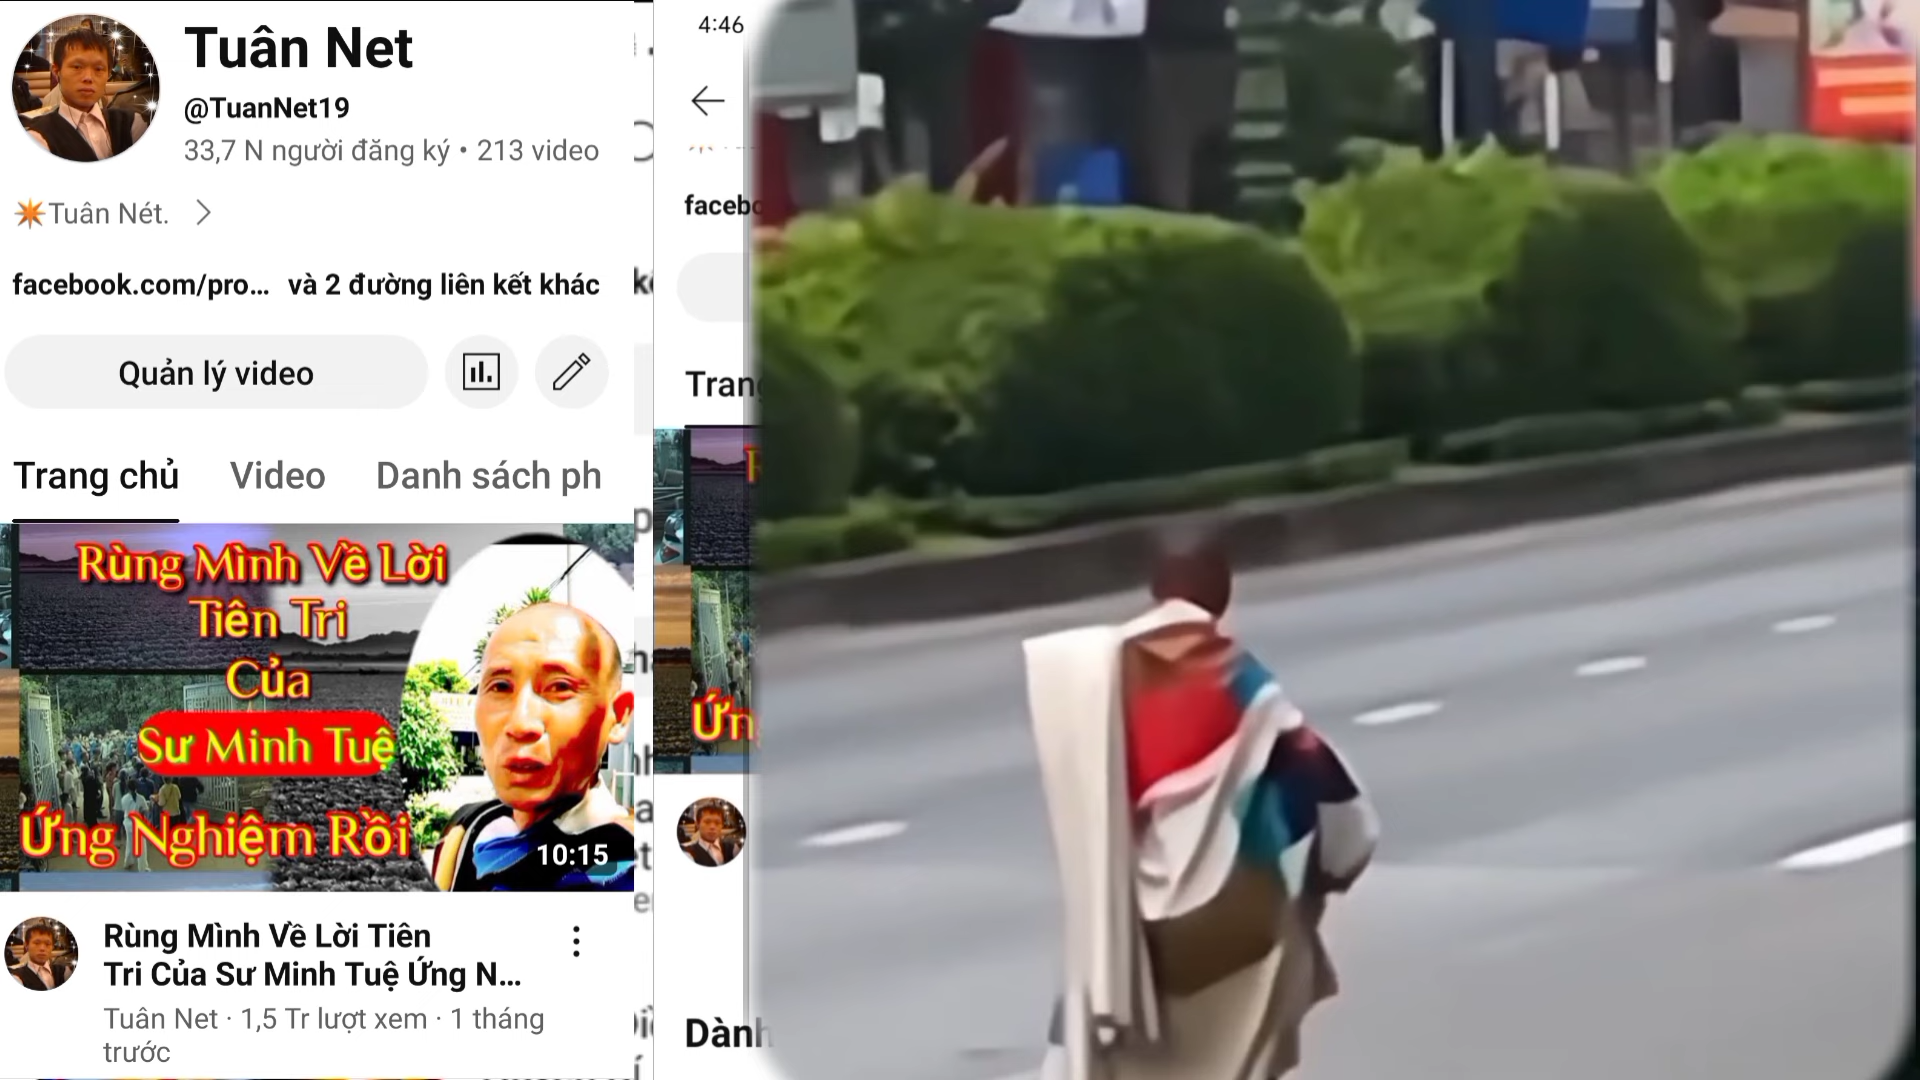 Tuân Net
@TuanNet19
33,7 N người đăng ký • 213 video
Tuân Nét.
facebook.com/pro... và 2 đường liên kết khác
Quản lý video
Trang chủ Video Danh sách ph
Rùng Mình Về Lời
Tiên Tri
Của
Sư Minh Tuệ
Ứng Nghiệm Rồi
10:15
Rùng Mình Về Lời Tiên
Tri Của Sư Minh Tuệ Ứng N...
Tuân Net · 1,5 Tr lượt xem · 1 tháng
trước
4:46
facebo
Trang
Ứn
Dành